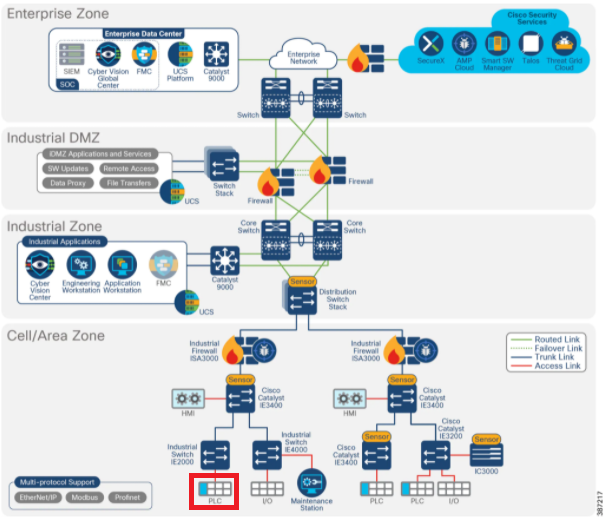 Enterprise Zone
Enterprise Data Center
SIEM
Cyber Vision
Global
Center
FMC
UCS
Platform
Catalyst
9000
SOC
Enterprise
Network
Cisco Security
Services
SecureX
AMP
Cloud
Smart SW
Manager
Talos
Threat Grid
Cloud
Switch
Switch
Industrial DMZ
iDMZ Applications and Services
SW Updates
Remote Access
Data Proxy
File Transfers
UCS
Switch
Stack
Firewall
Firewall
Industrial Zone
Industrial Applications
Cyber
Vision
Center
Engineering
Workstation
Application
Workstation
FMC
UCS
Catalyst
9000
Core
Switch
Core
Switch
Sensor
Distribution
Switch
Stack
Cell/Area Zone
Industrial
Firewall
ISA3000
Industrial
Firewall
ISA3000
Routed Link
Failover Link
Trunk Link
Access Link
HMI
Sensor
Cisco
Catalyst
IE3400
HMI
Sensor
Cisco
Catalyst
IE3400
Industrial
Switch
IE2000
Industrial
Switch
IE4000
Cisco
Catalyst
IE3400
Sensor
Cisco
Catalyst
IE3200
Sensor
IC3000
Multi-protocol Support
EtherNet/IP
Modbus
Profinet
PLC
I/O
Maintenance
Station
PLC
PLC
I/O
387217